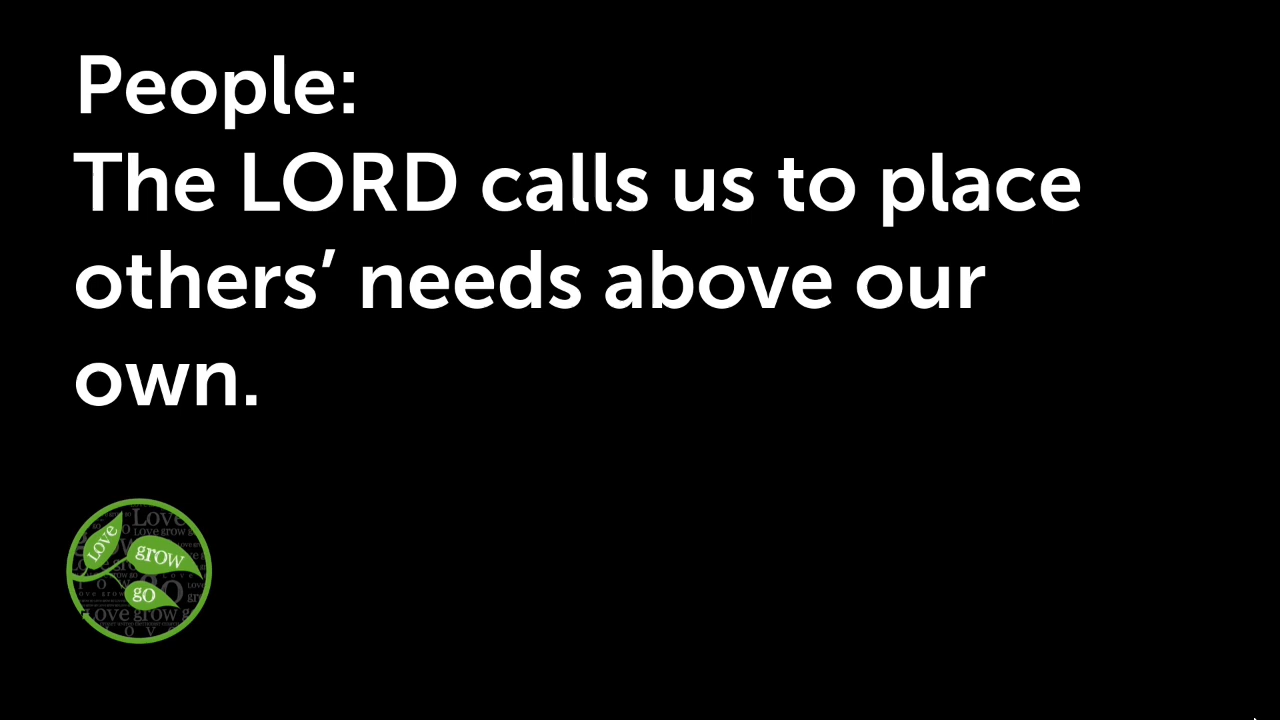 People:
The LORD calls us to place
others’ needs above our
own.
Love
grow
go